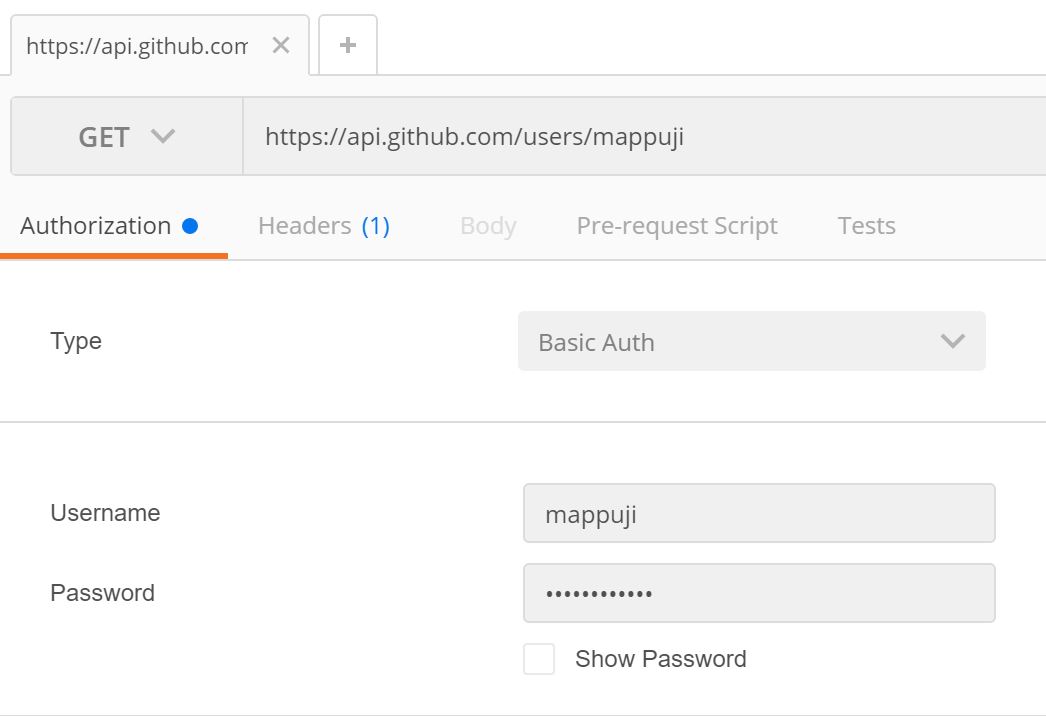 https://api.github.com
GET https://api.github.com/users/mappuji
Authorization Headers (1) Body Pre-request Script Tests
Type Basic Auth
Username mappuji
Password ••••••••••••
Show Password